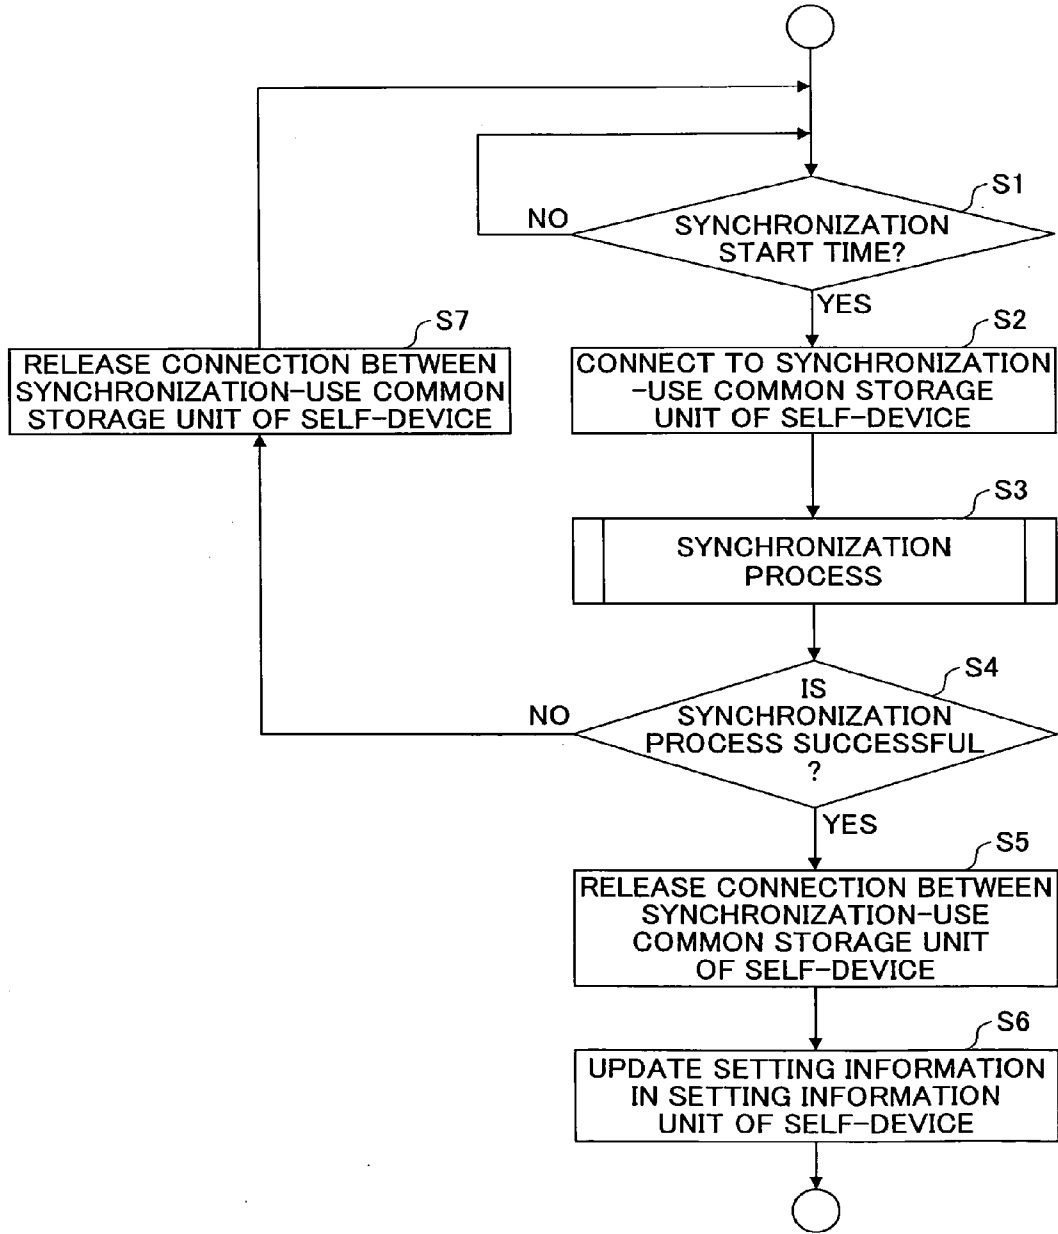 S1
SYNCHRONIZATION
START TIME?
NO
YES
S7
RELEASE CONNECTION BETWEEN
SYNCHRONIZATION-USE COMMON
STORAGE UNIT OF SELF-DEVICE
S2
CONNECT TO SYNCHRONIZATION
-USE COMMON STORAGE
UNIT OF SELF-DEVICE
S3
SYNCHRONIZATION
PROCESS
S4
IS
SYNCHRONIZATION
PROCESS SUCCESSFUL
?
NO
YES
S5
RELEASE CONNECTION BETWEEN
SYNCHRONIZATION-USE
COMMON STORAGE UNIT
OF SELF-DEVICE
S6
UPDATE SETTING INFORMATION
IN SETTING INFORMATION
UNIT OF SELF-DEVICE